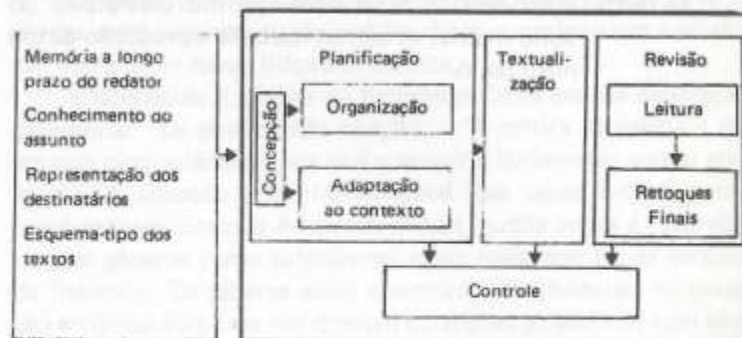 Memória a longo
prazo do redator
Conhecimento do
assunto
Representação dos
destinatários
Esquema-tipo dos
textos
Planificação
Concepção
Organização
Adaptação
ao contexto
Textuali-
zação
Revisão
Leitura
Retoques
Finais
Controle